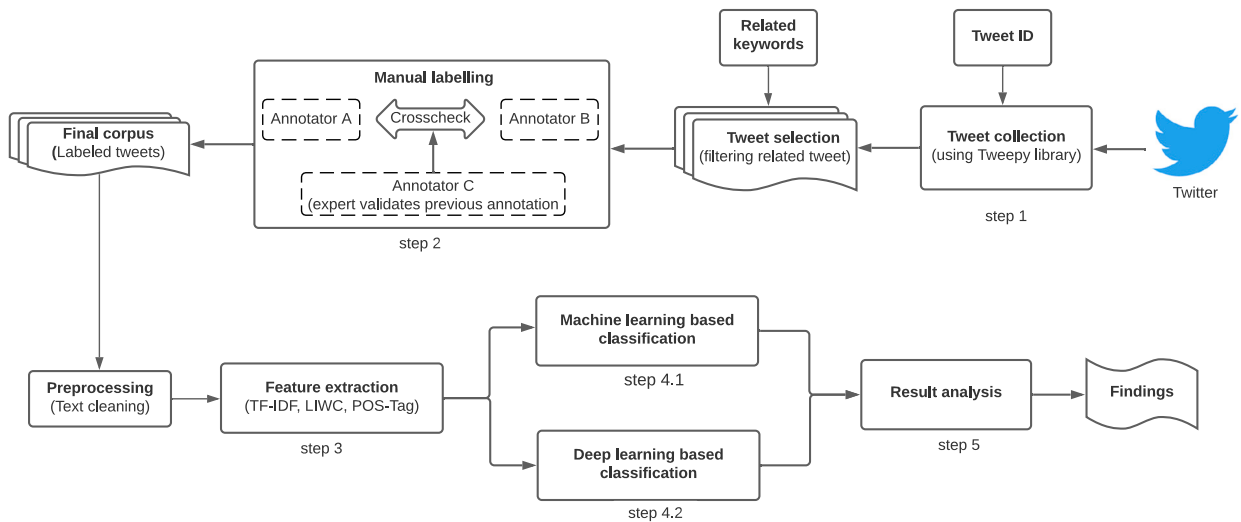 Related
keywords
Tweet ID
Manual labelling
Annotator A
Crosscheck
Annotator B
Annotator C
(expert validates previous annotation
step 2
Final corpus
(Labeled tweets)
Tweet selection
(filtering related tweet)
Tweet collection
(using Tweepy library)
step 1
Twitter
Preprocessing
(Text cleaning)
Feature extraction
(TF-IDF, LIWC, POS-Tag)
step 3
Machine learning based
classification
step 4.1
Deep learning based
classification
step 4.2
Result analysis
step 5
Findings